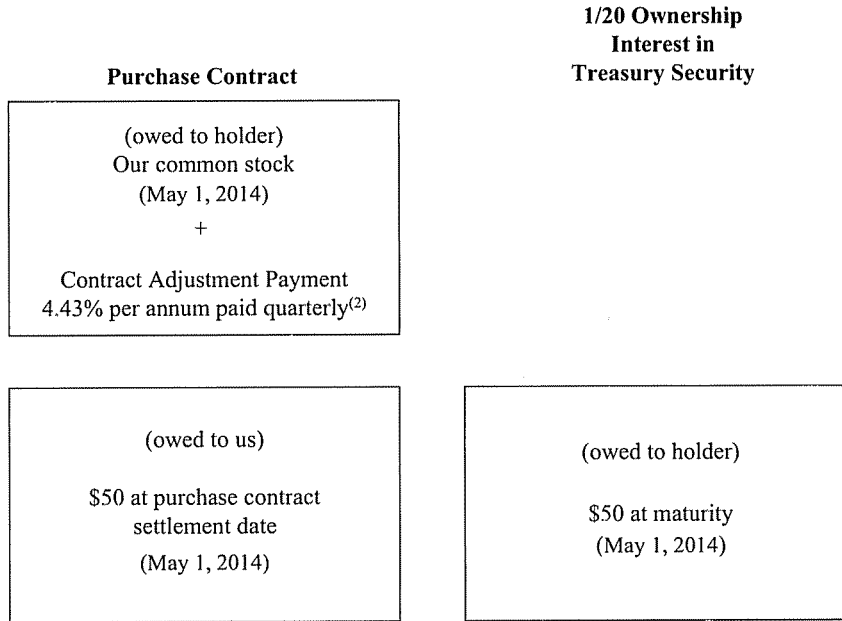 1/20 Ownership
Interest in
Treasury Security
Purchase Contract
(owed to holder)
Our common stock
(May 1, 2014)
+
Contract Adjustment Payment
4.43% per annum paid quarterly(2)
(owed to us)
$50 at purchase contract
settlement date
(May 1, 2014)
(owed to holder)
$50 at maturity
(May 1, 2014)